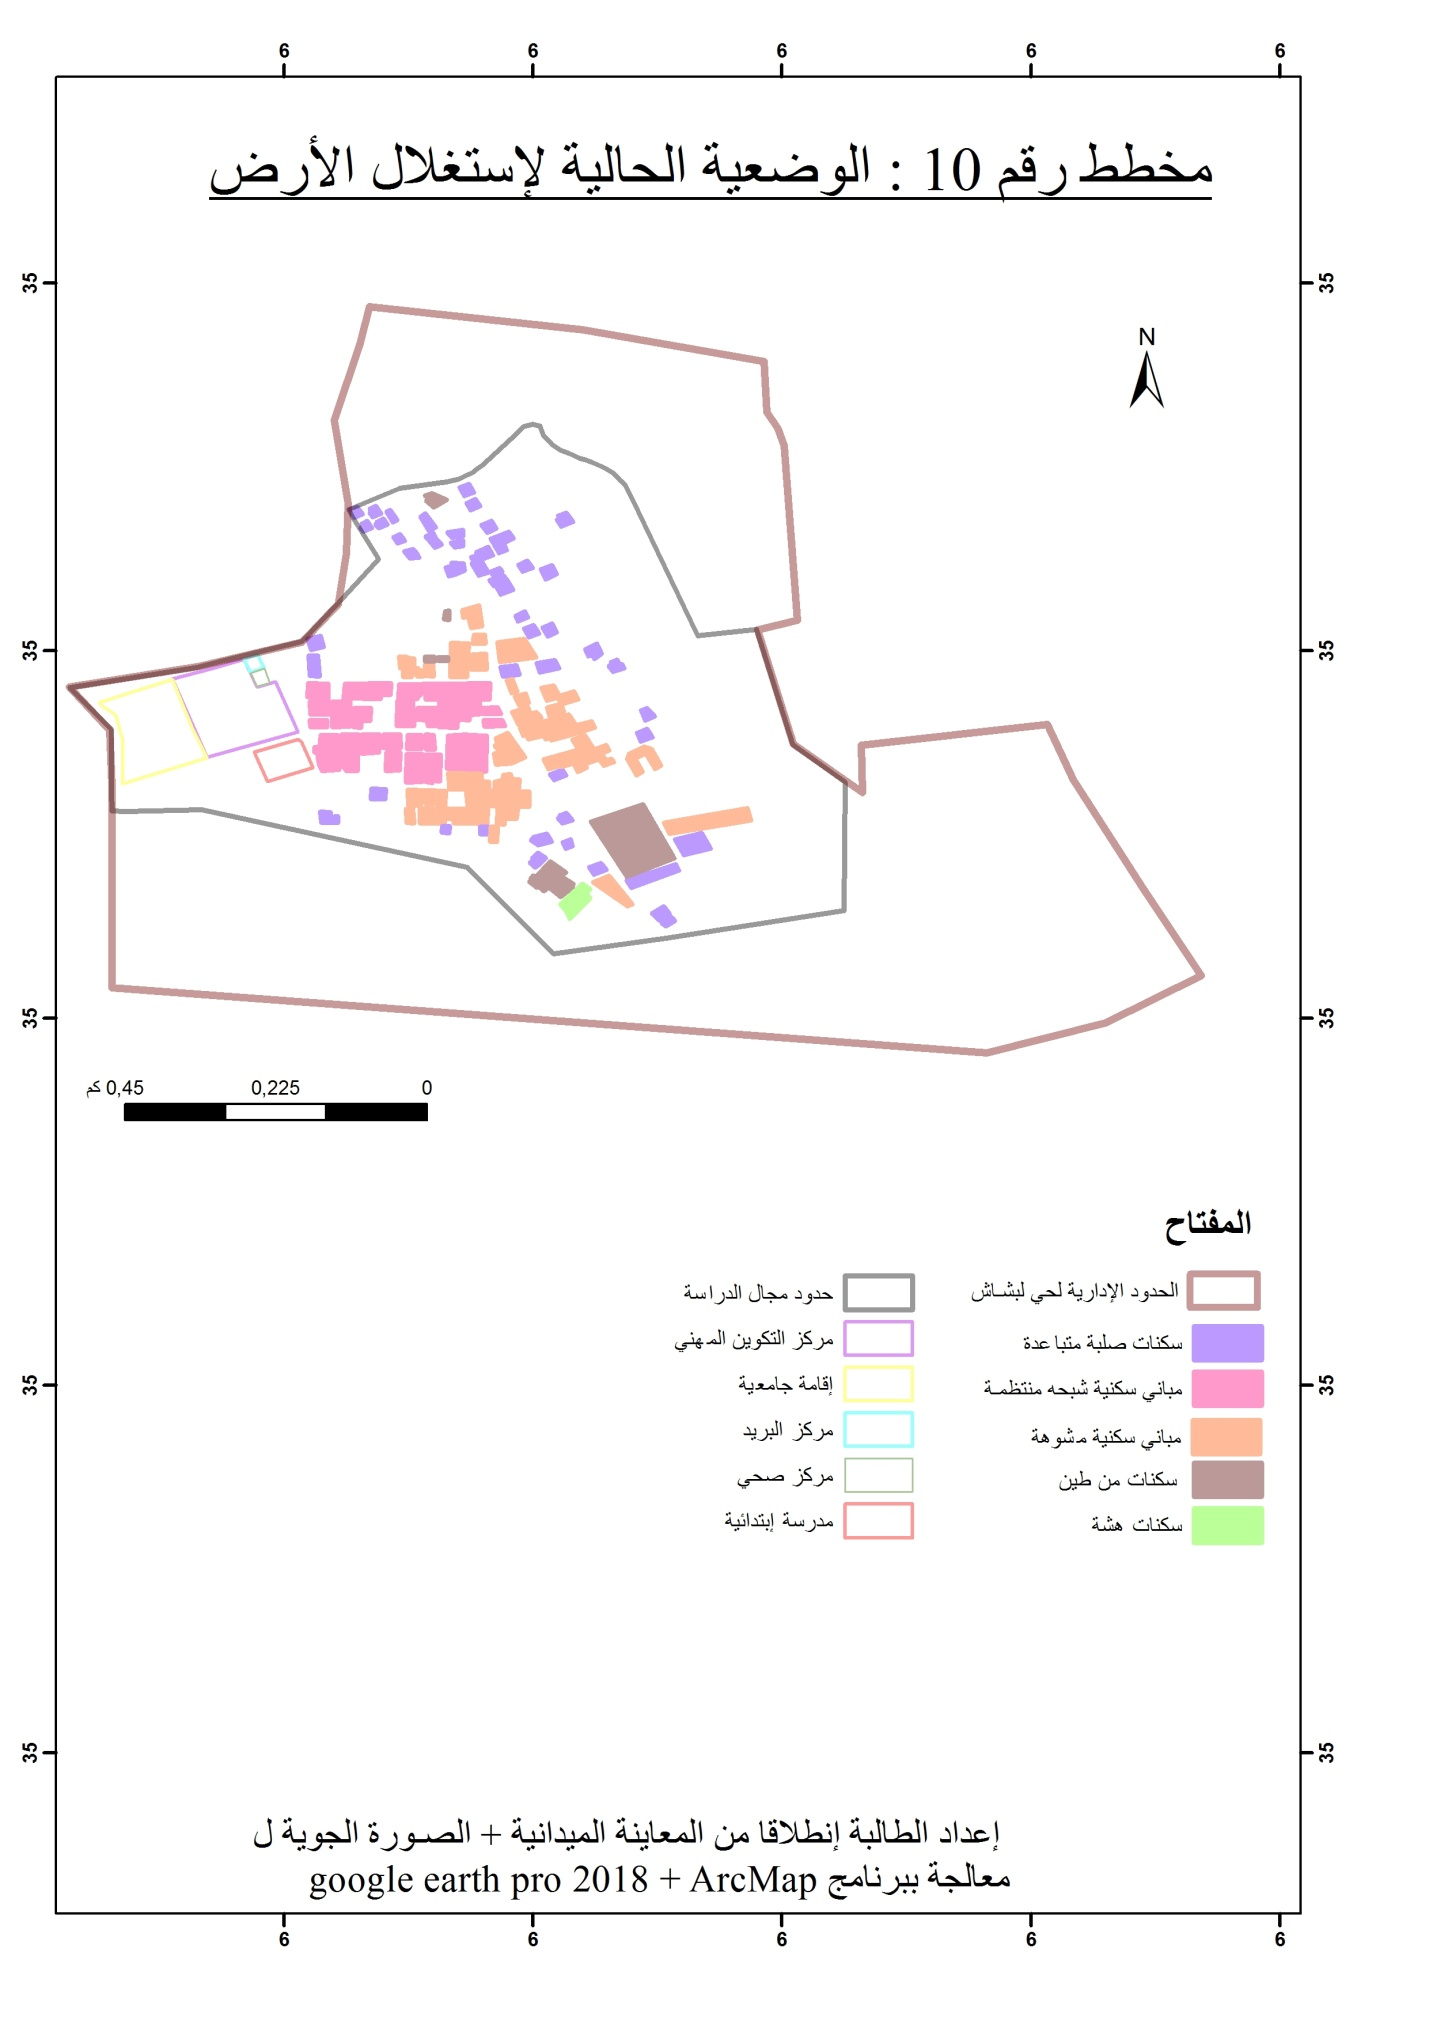 6 6 6 6 6
مخطط رقم 10 : الوضعية الحالية لإستغلال الأرض
35 35
N
35 35
35 35
0 0,225 0,45 كم
المفتاح
الحدود الإدارية لحي لبشاش
سكنات صلبة متباعدة
مباني سكنية شبحه منتظمة
مباني سكنية مشوهة
سكنات من طين
سكنات هشة
حدود مجال الدراسة
مركز التكوين المهني
إقامة جامعية
مركز البريد
مركز صحي
مدرسة إبتدائية
35 35
35 35
إعداد الطالبة إنطلاقا من المعاينة الميدانية + الصورة الجوية ل
معالجة ببرنامج google earth pro 2018 + ArcMap
6 6 6 6 6